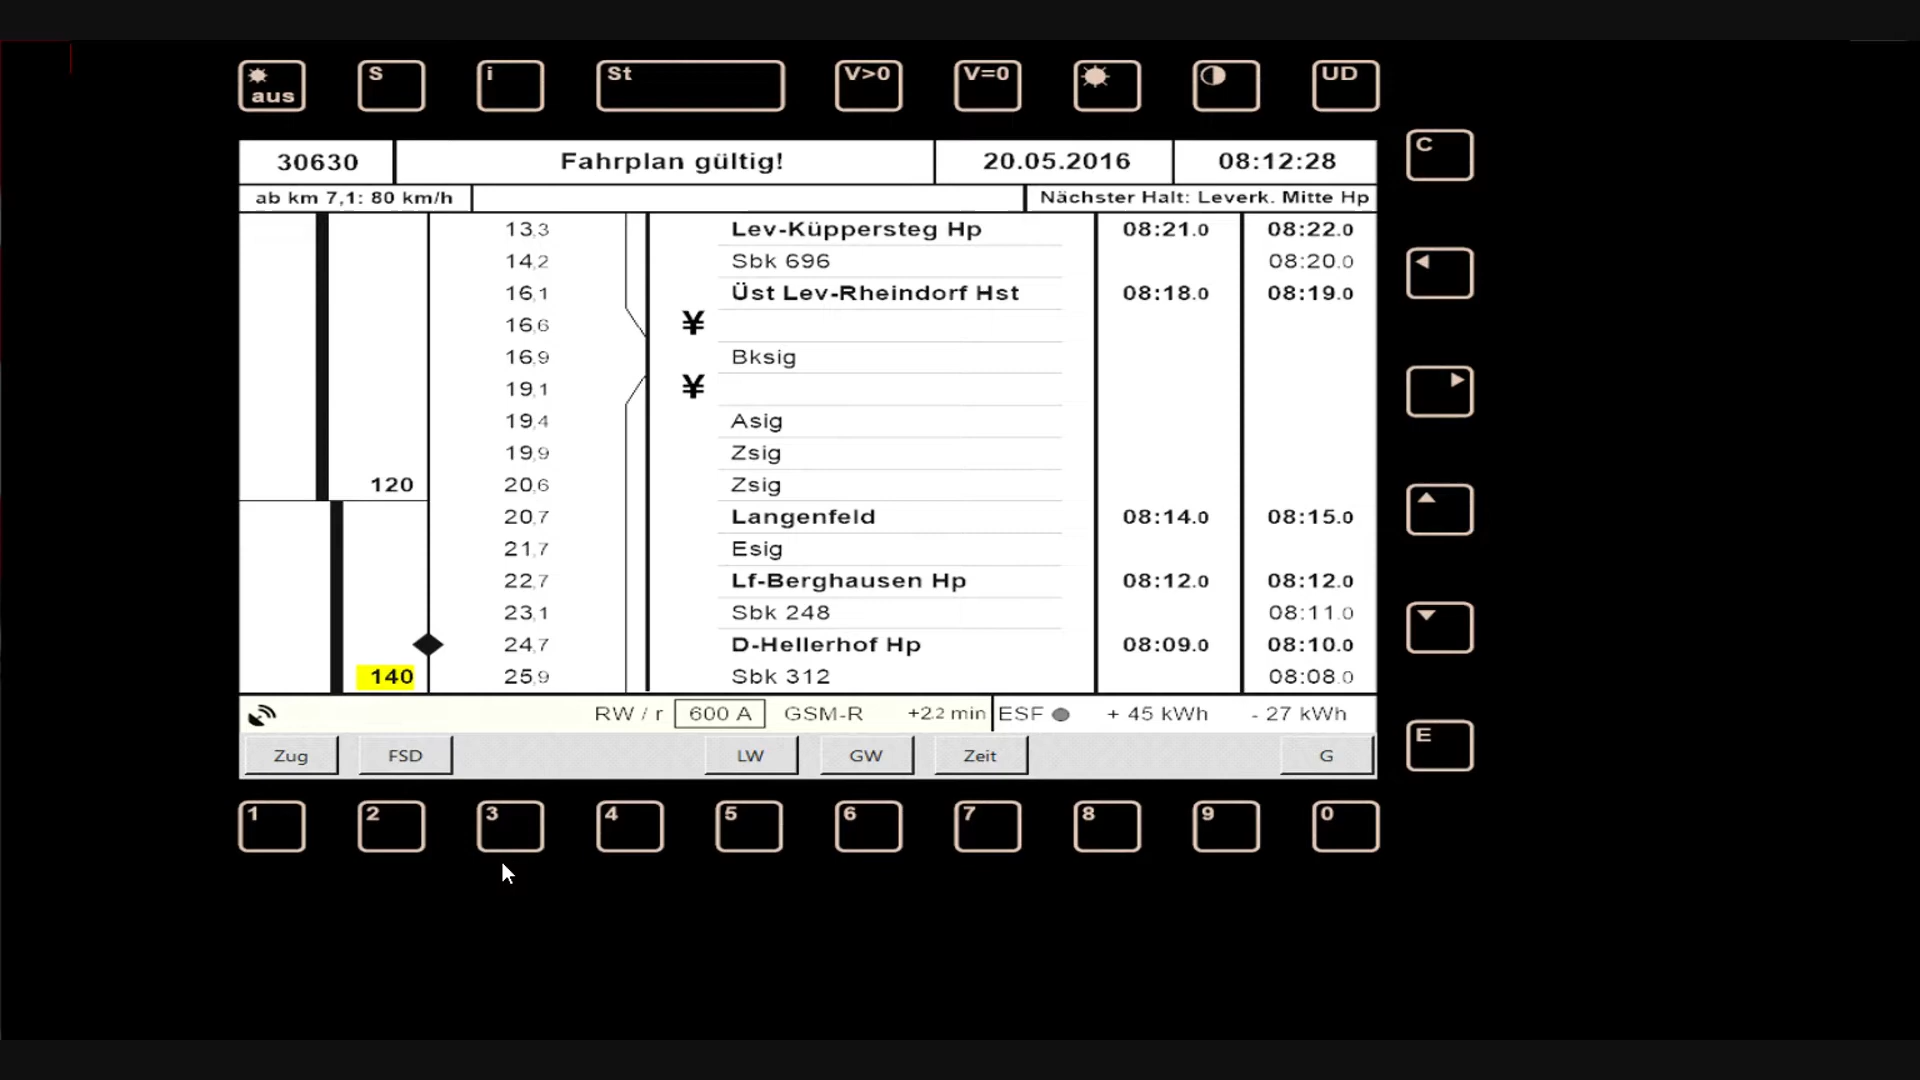 aus S i St V>0 V=0 UD
C
30630 Fahrplan gültig! 20.05.2016 08:12:28
ab km 7,1: 80 km/h Nächster Halt: Leverk. Mitte Hp
13,3 Lev-Küppersteg Hp 08:21.0 08:22.0
14,2 Sbk 696 08:20.0
16,1 Üst Lev-Rheindorf Hst 08:18.0 08:19.0
16,6 ¥
16,9 Bksig
19,1 ¥
19,4 Asig
19,9 Zsig
120 20,6 Zsig
20,7 Langenfeld 08:14.0 08:15.0
21,7 Esig
22,7 Lf-Berghausen Hp 08:12.0 08:12.0
23,1 Sbk 248 08:11.0
24,7 D-Hellerhof Hp 08:09.0 08:10.0
140 25,9 Sbk 312 08:08.0
RW / r 600 A GSM-R +2.2 min ESF + 45 kWh - 27 kWh
E
Zug FSD LW GW Zeit G
1 2 3 4 5 6 7 8 9 0